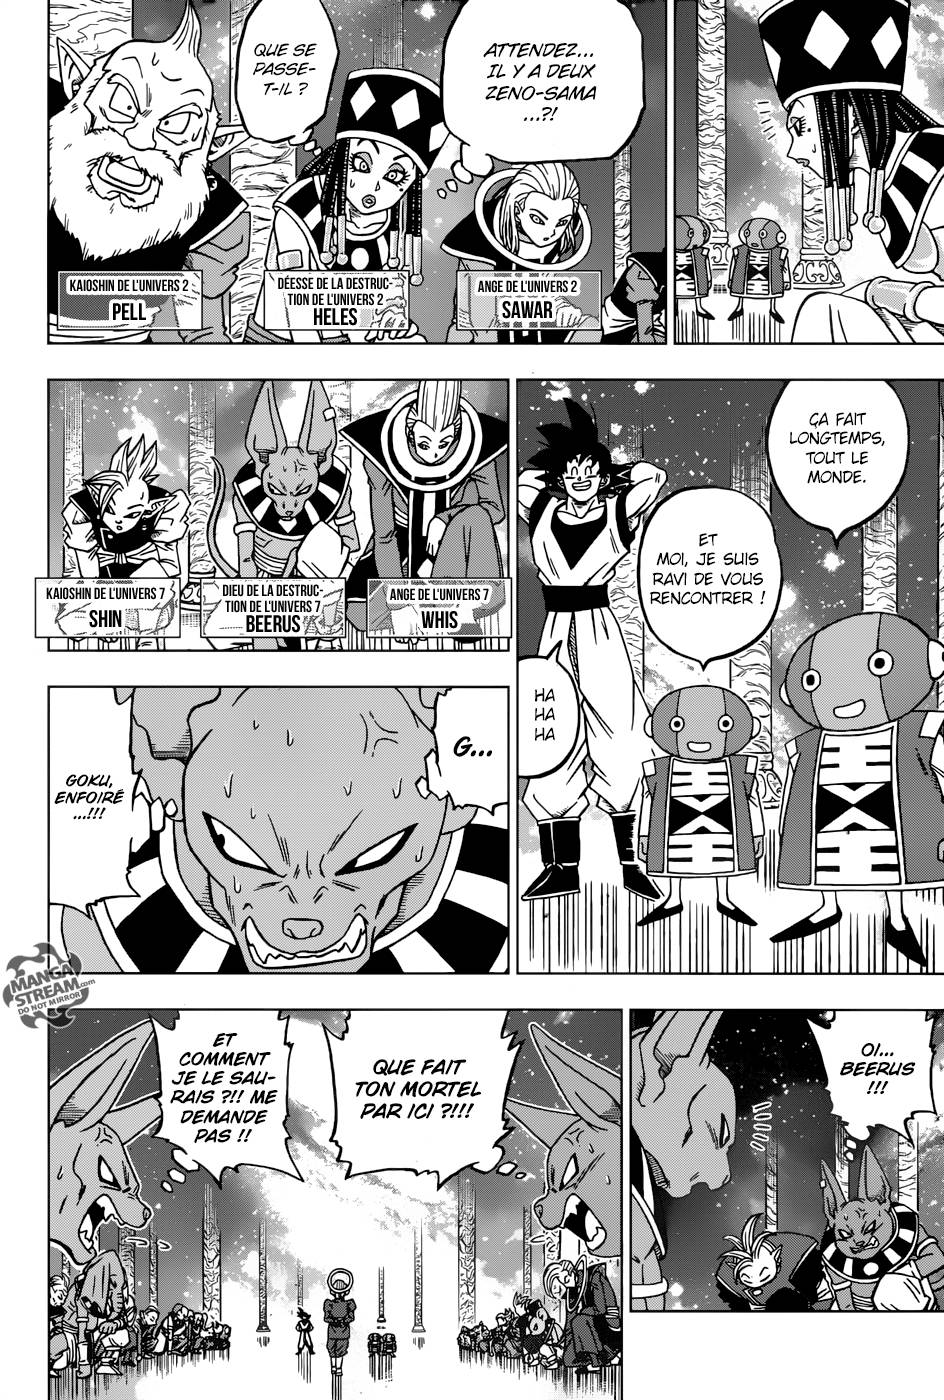 QUE SE
PASSE-
T-IL ?
ATTENDEZ...
IL Y A DEUX
ZENO-SAMA
...?!
KAIOSHIN DE L'UNIVERS 2
PELL
DÉESSE DE LA DESTRUC-
TION DE L'UNIVERS 2
HELES
ANGE DE L'UNIVERS 2
SAWAR
KAIOSHIN DE L'UNIVERS 7
SHIN
DIEU DE LA DESTRUC-
TION DE L'UNIVERS 7
BEERUS
ANGE DE L'UNIVERS 7
WHIS
ÇA FAIT
LONGTEMPS,
TOUT LE
MONDE.
ET
MOI, JE SUIS
RAVI DE VOUS
RENCONTRER !
HA
HA
HA
G...
GOKU,
ENFOIRÉ
...!!!
MANGA
STREAM.com
DO NOT MIRROR
ET
COMMENT
JE LE SAU-
RAIS ?!! ME
DEMANDE
PAS !!
QUE FAIT
TON MORTEL
PAR ICI ?!!!
OI...
BEERUS
!!!